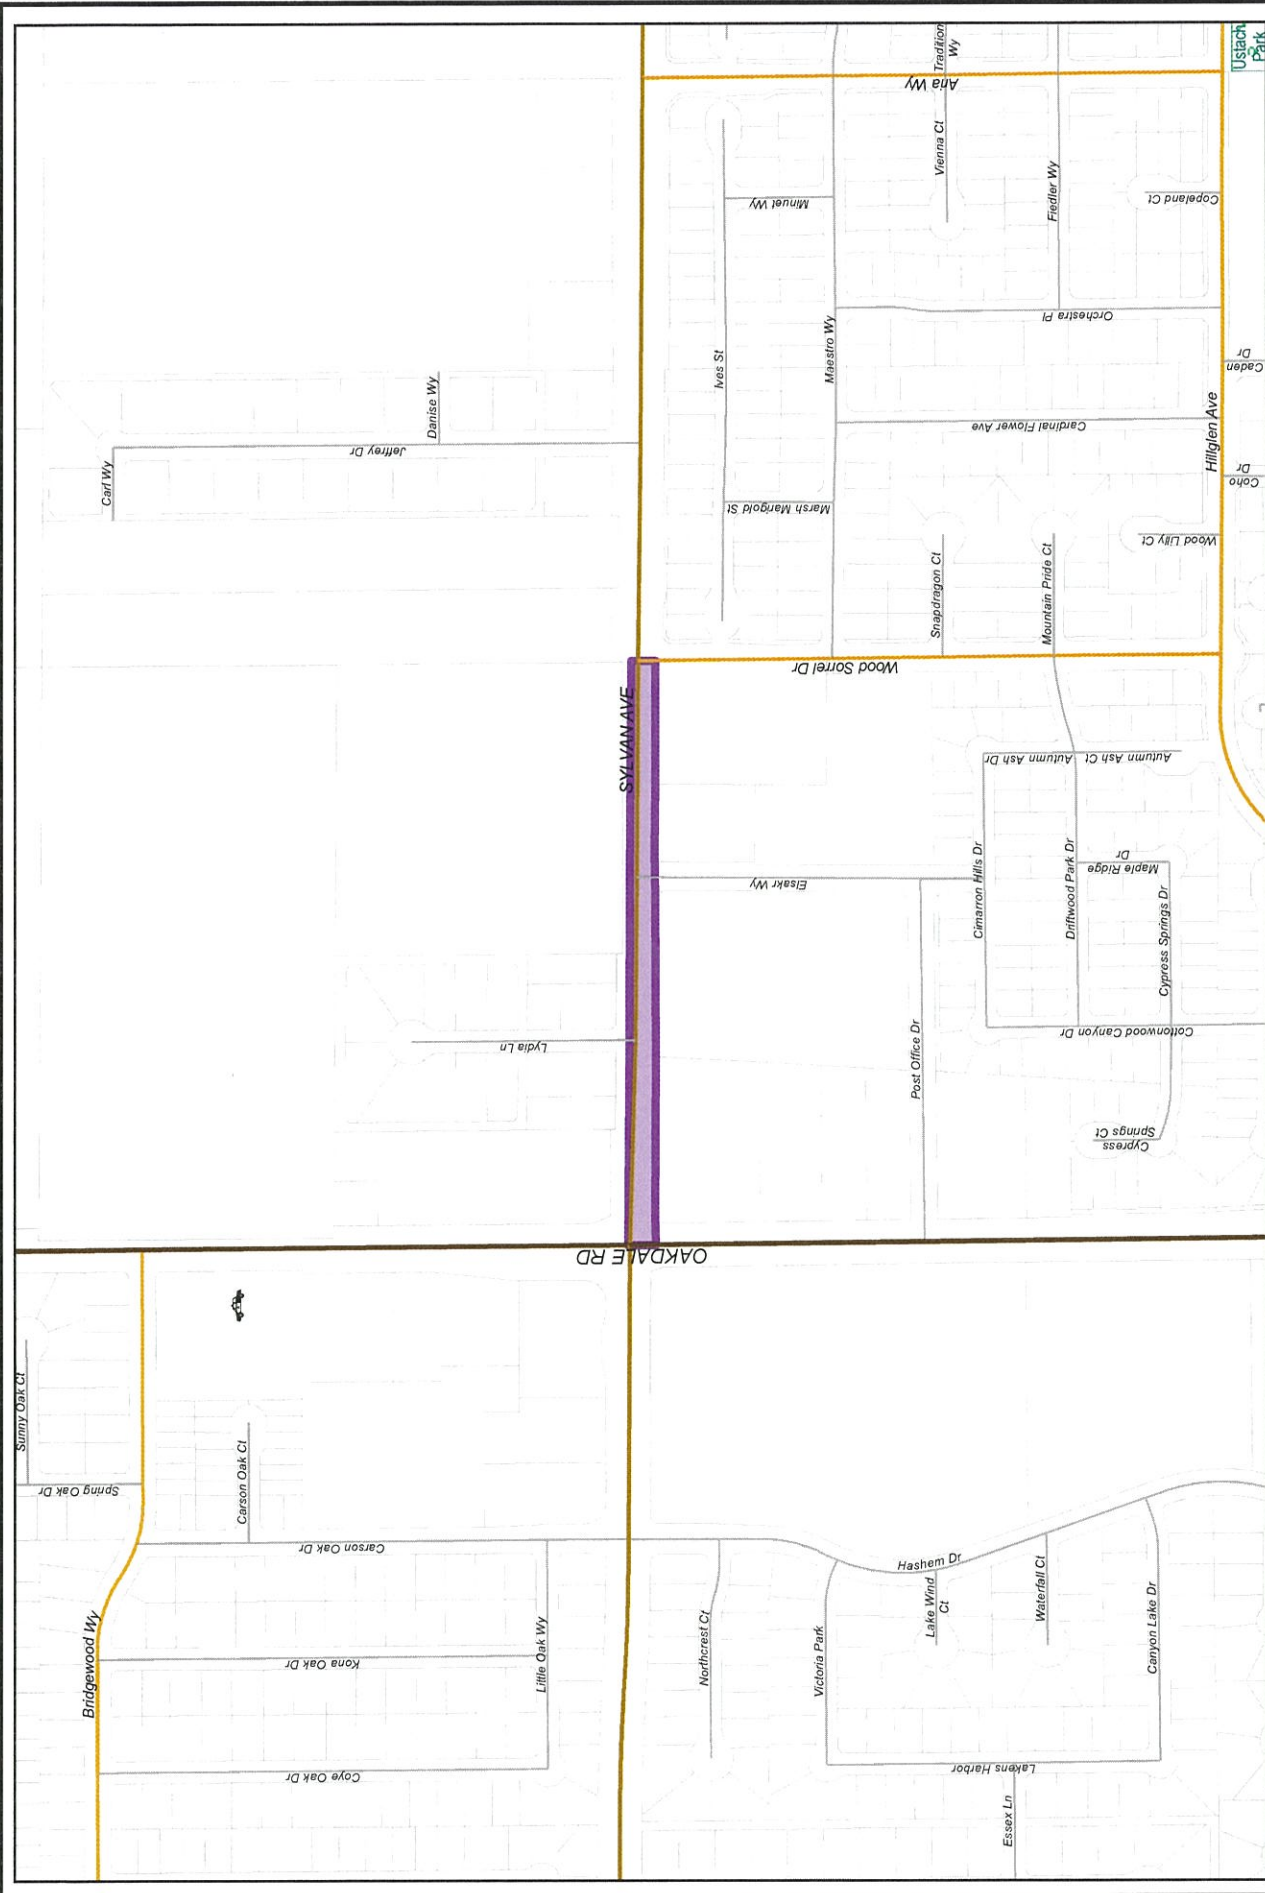 Ustach
Park
Tradition
Wy
Aria Wy
Vienna Ct
Minuet Wy
Fiedler Wy
Copeland Ct
Orchestra Pl
Ives St
Maestro Wy
Caden
Dr
Danise Wy
Jeffrey Dr
Carl Wy
Cardinal Flower Ave
Hillglen Ave
Coho
Dr
Marsh Marigold St
Wood Lilly Ct
Snapdragon Ct
Mountain Pride Ct
Wood Sorrel Dr
SYLVAN AVE
Autumn Ash Dr
Autumn Ash Ct
Elsakr Wy
Cimarron Hills Dr
Driftwood Park Dr
Maple Ridge
Dr
Cypress Springs Dr
Lydia Ln
Post Office Dr
Cottonwood Canyon Dr
Cypress
Springs Ct
OAKDALE RD
Sunny Oak Ct
Spring Oak Dr
Carson Oak Ct
Carson Oak Dr
Bridgewood Wy
Kona Oak Dr
Little Oak Wy
Coye Oak Dr
Hashem Dr
Northcrest Ct
Victoria Park
Lake Wind
Ct
Waterfall Ct
Canyon Lake Dr
Lakens Harbor
Essex Ln